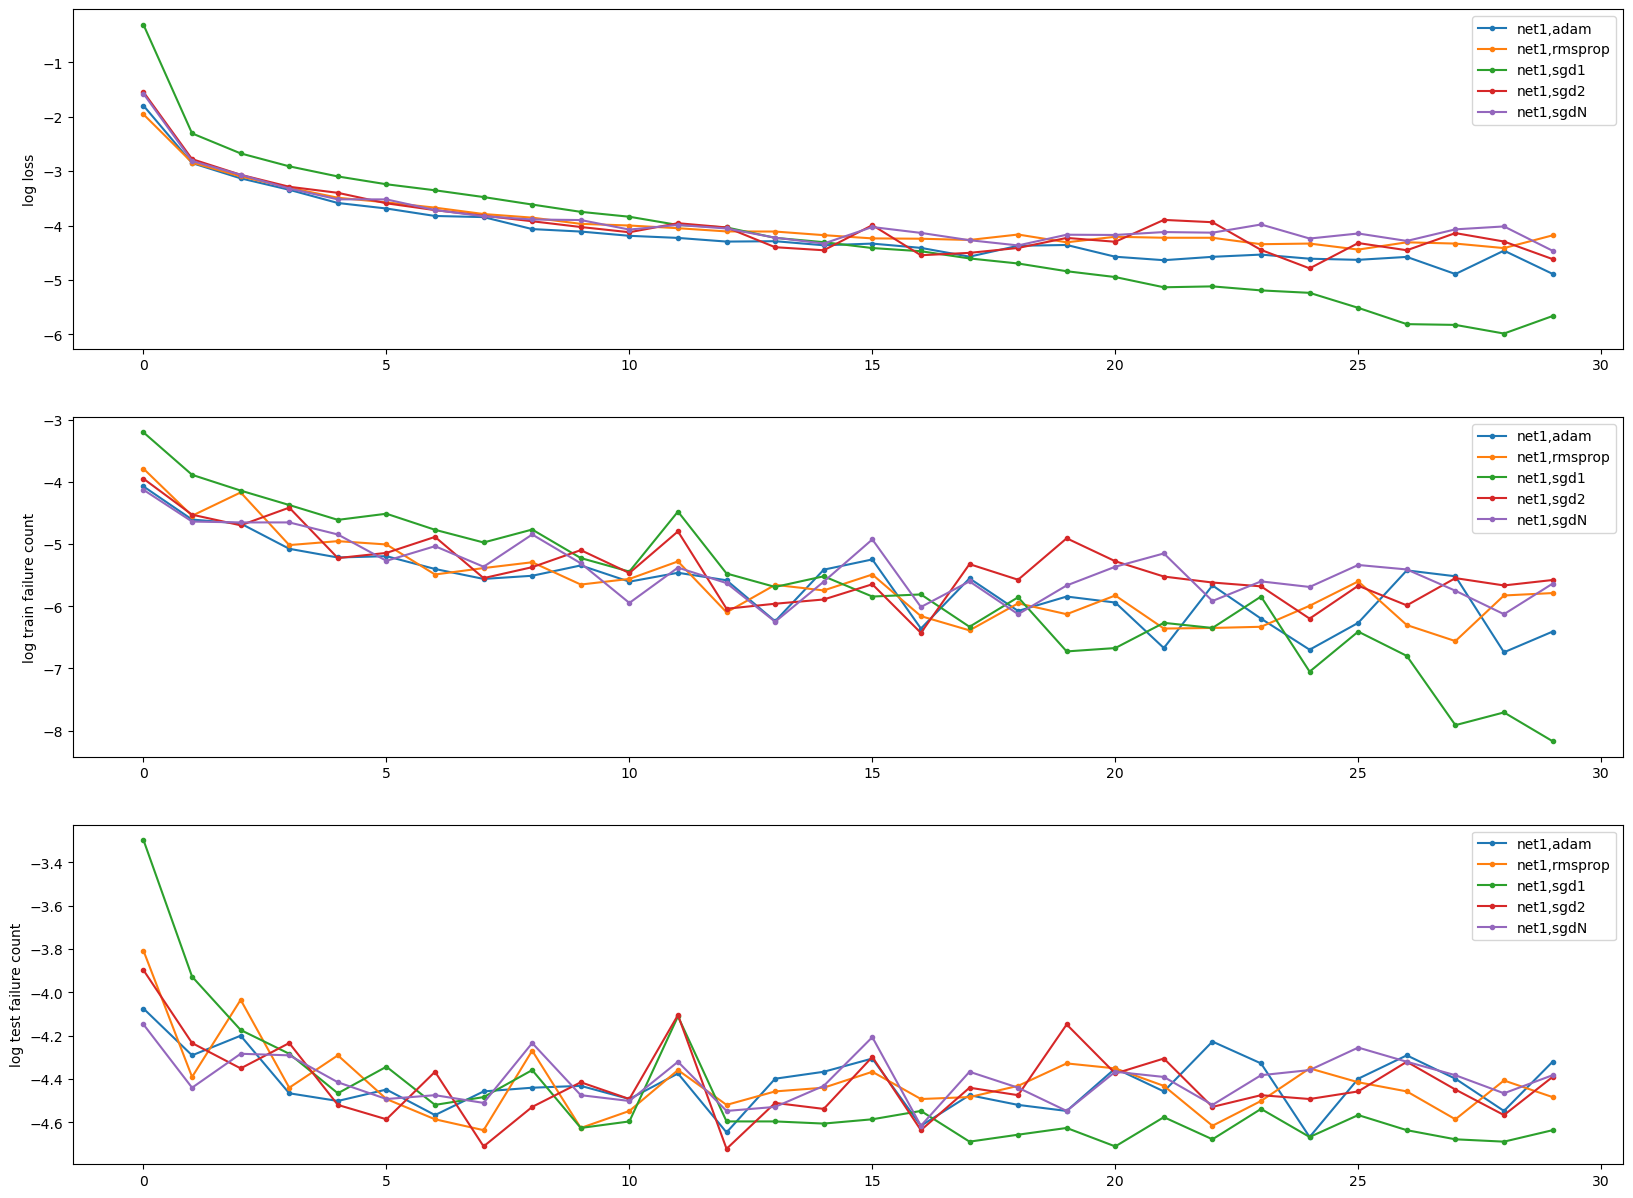 log loss
−1
−2
−3
−4
−5
−6
0 5 10 15 20 25 30
net1,adam
net1,rmsprop
net1,sgd1
net1,sgd2
net1,sgdN
log train failure count
−3
−4
−5
−6
−7
−8
0 5 10 15 20 25 30
net1,adam
net1,rmsprop
net1,sgd1
net1,sgd2
net1,sgdN
log test failure count
−3.4
−3.6
−3.8
−4.0
−4.2
−4.4
−4.6
0 5 10 15 20 25 30
net1,adam
net1,rmsprop
net1,sgd1
net1,sgd2
net1,sgdN